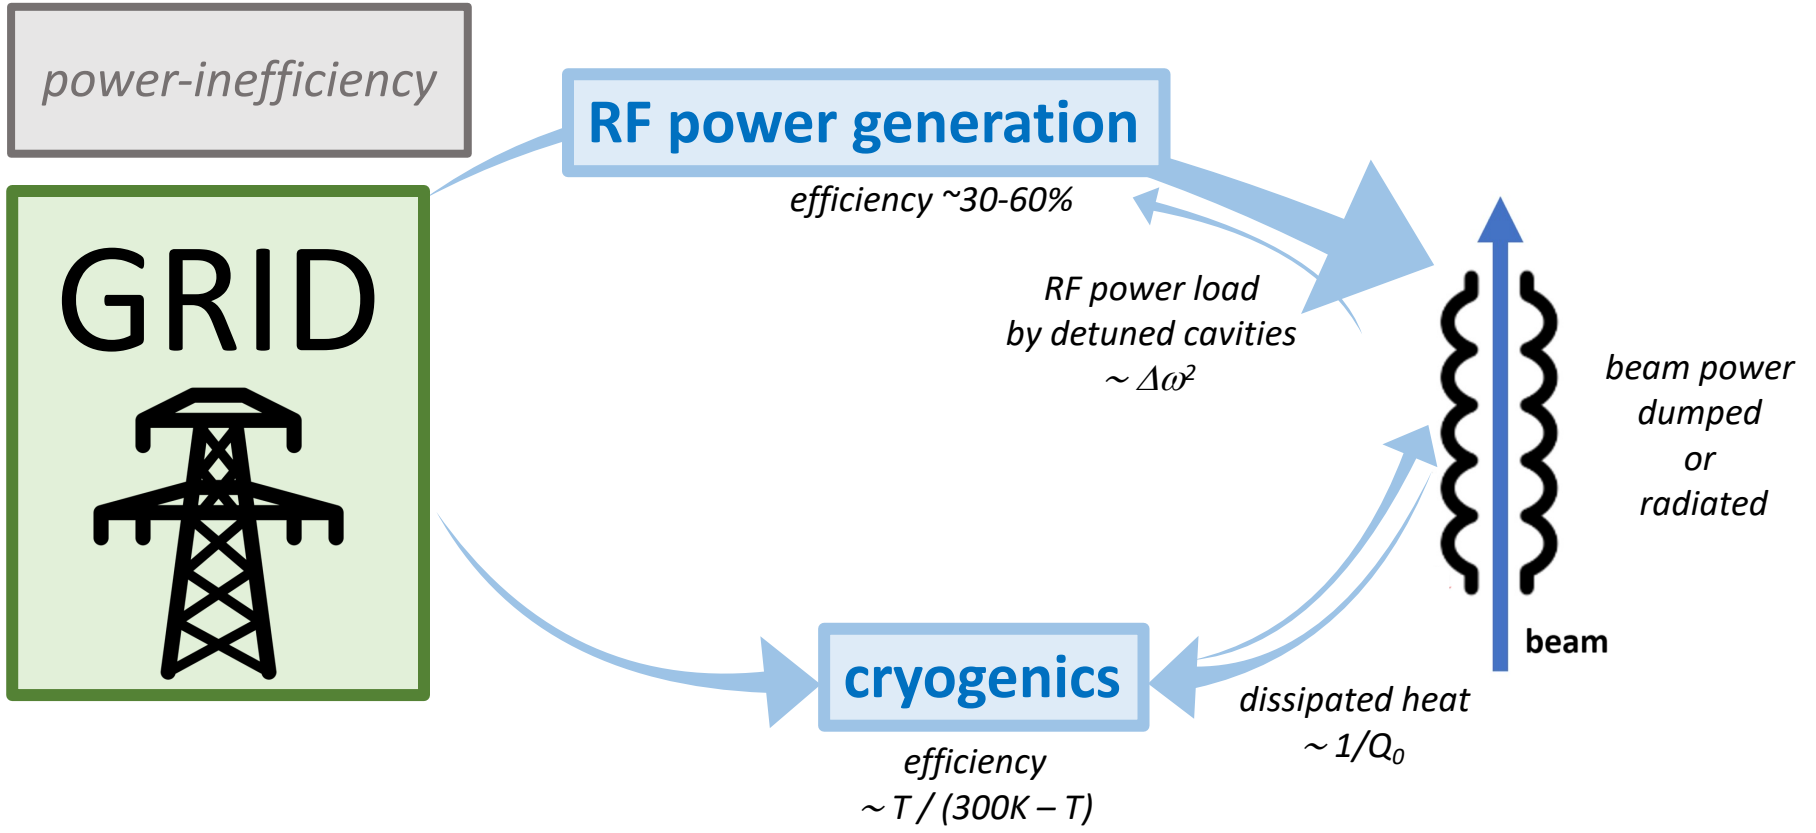 power-inefficiency
RF power generation
efficiency ~30-60%
GRID
RF power load
by detuned cavities
~ Δω²
beam power
dumped
or
radiated
beam
cryogenics
dissipated heat
~ 1/Q₀
efficiency
~ T / (300K – T)